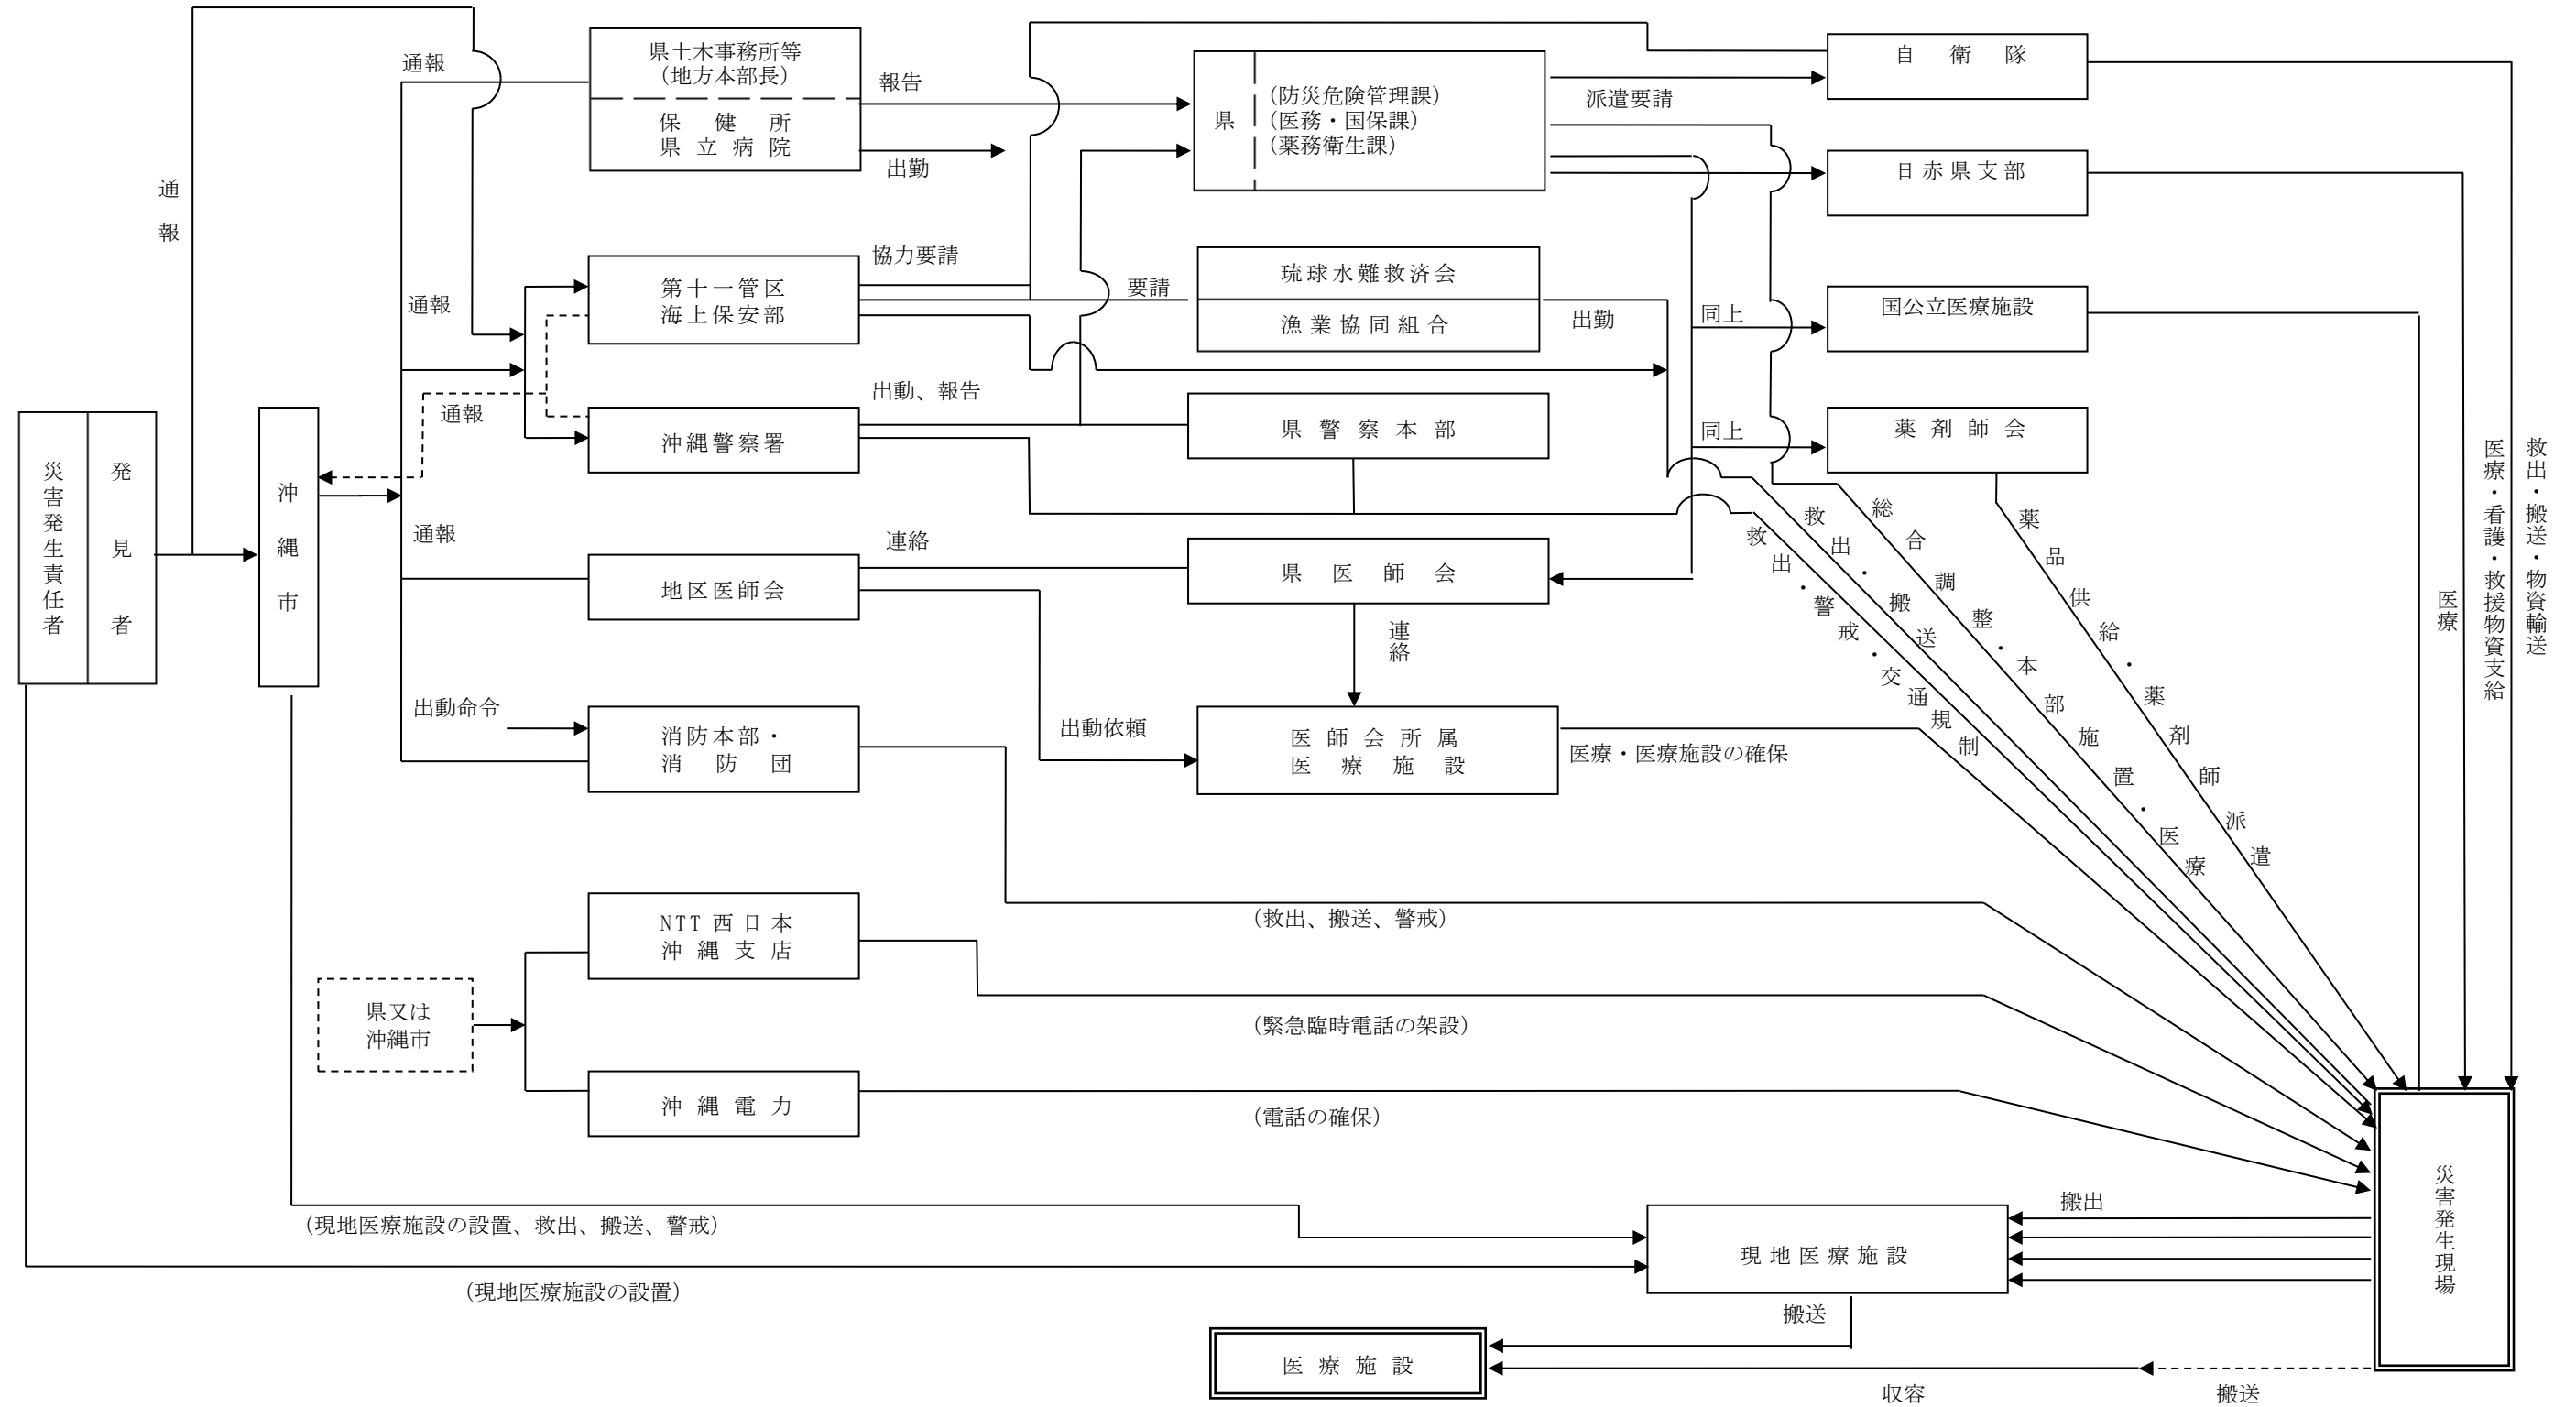 通報
災害発生責任者
発見者
沖縄市
通報
通報
通報
通報
出動命令
県土木事務所等
（地方本部長）
保健所
県立病院
第十一管区
海上保安部
沖縄警察署
地区医師会
消防本部・
消防団
NTT西日本
沖縄支店
県又は
沖縄市
沖縄電力
報告
出勤
協力要請
要請
出動、報告
連絡
出動依頼
県
（防災危険管理課）
（医務・国保課）
（薬務衛生課）
琉球水難救済会
漁業協同組合
県警察本部
県医師会
連絡
医師会所属
医療施設
派遣要請
出勤
同上
同上
自衛隊
日赤県支部
国公立医療施設
薬剤師会
医療・医療施設の確保
救出・警戒・交通規制
救出・搬送
総合調整・本部施置・医療
薬品供給・薬剤師派遣
医療
医療・看護・救援物資支給
救出・搬送・物資輸送
（救出、搬送、警戒）
（緊急臨時電話の架設）
（電話の確保）
（現地医療施設の設置、救出、搬送、警戒）
（現地医療施設の設置）
現地医療施設
搬出
災害発生現場
搬送
医療施設
収容
搬送